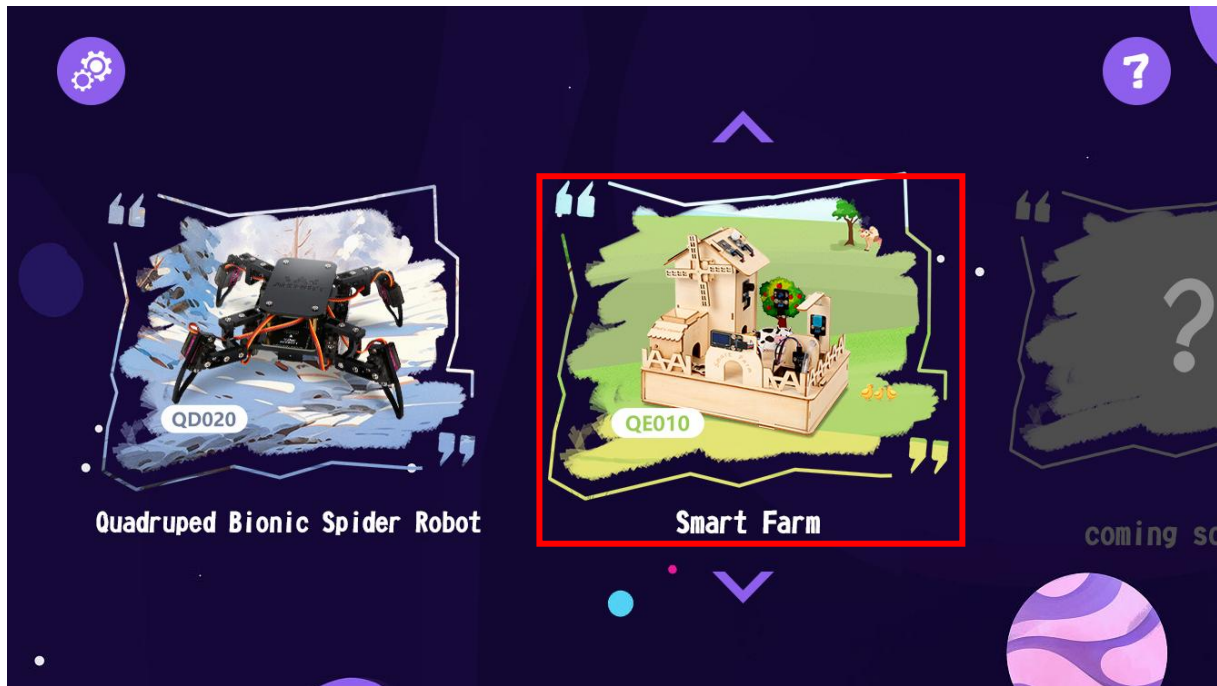 QD020
QE010
Quadruped Bionic Spider Robot
Smart Farm
coming so
?
?